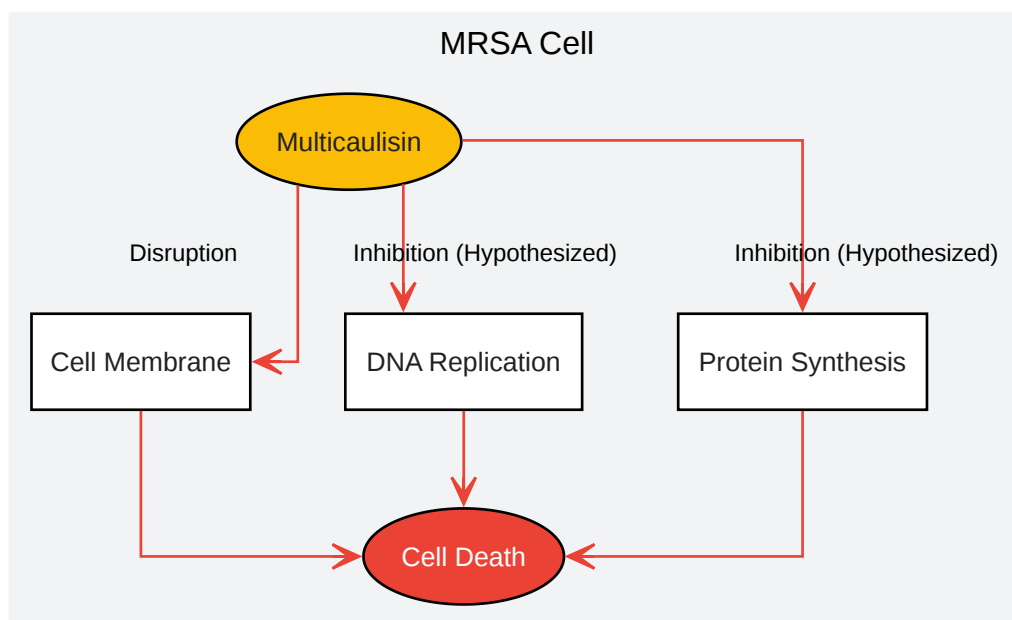 MRSA Cell
Multicaulisin
Disruption
Inhibition (Hypothesized)
Inhibition (Hypothesized)
Cell Membrane
DNA Replication
Protein Synthesis
Cell Death